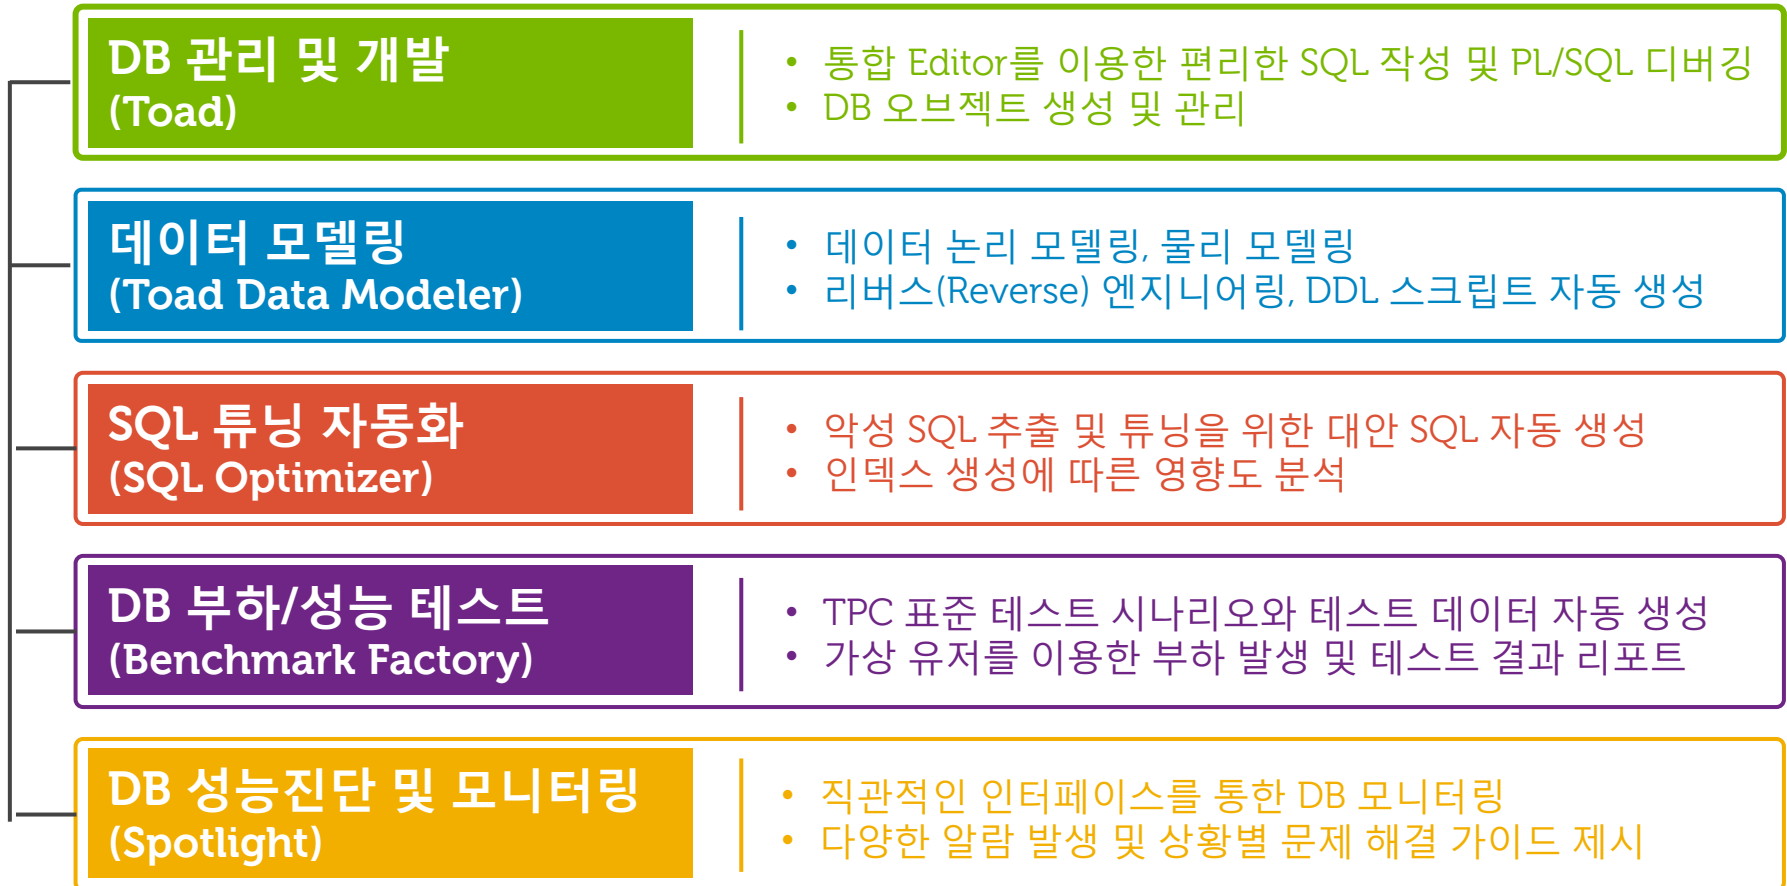 DB 관리 및 개발
(Toad)
• 통합 Editor를 이용한 편리한 SQL 작성 및 PL/SQL 디버깅
• DB 오브젝트 생성 및 관리
데이터 모델링
(Toad Data Modeler)
• 데이터 논리 모델링, 물리 모델링
• 리버스(Reverse) 엔지니어링, DDL 스크립트 자동 생성
SQL 튜닝 자동화
(SQL Optimizer)
• 악성 SQL 추출 및 튜닝을 위한 대안 SQL 자동 생성
• 인덱스 생성에 따른 영향도 분석
DB 부하/성능 테스트
(Benchmark Factory)
• TPC 표준 테스트 시나리오와 테스트 데이터 자동 생성
• 가상 유저를 이용한 부하 발생 및 테스트 결과 리포트
DB 성능진단 및 모니터링
(Spotlight)
• 직관적인 인터페이스를 통한 DB 모니터링
• 다양한 알람 발생 및 상황별 문제 해결 가이드 제시